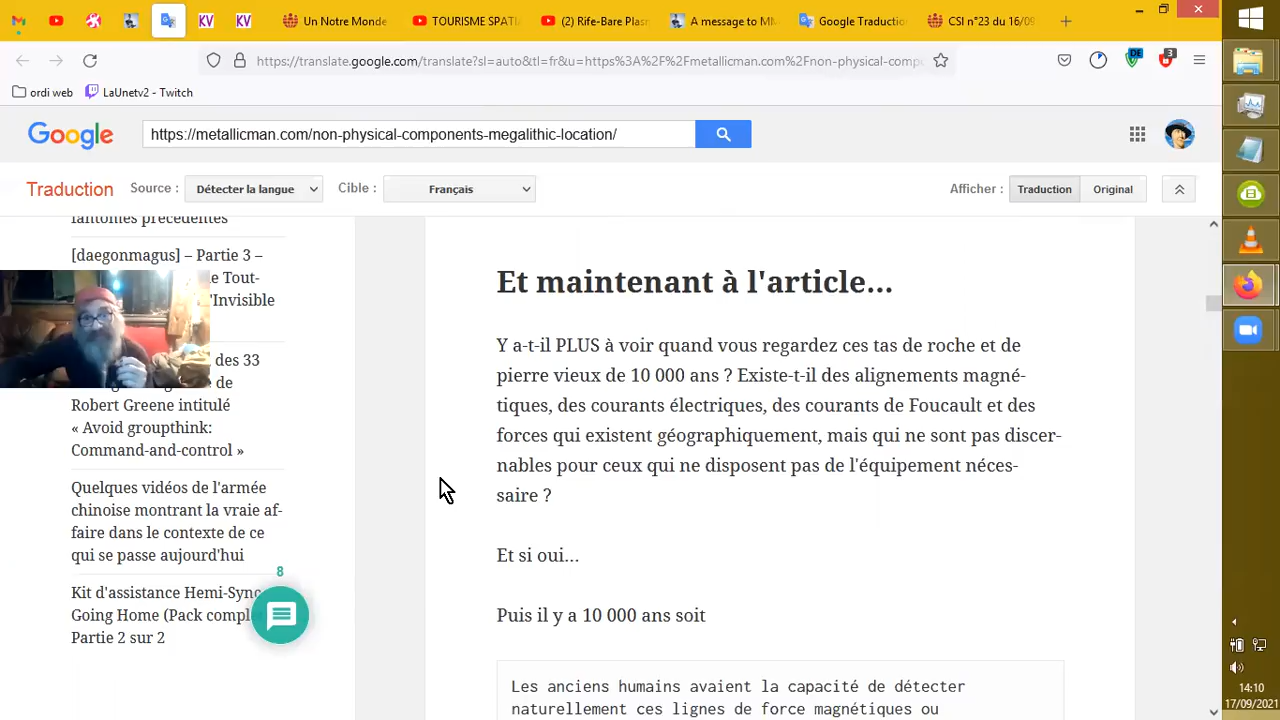 Un Notre Monde
TOURISME SPATI
(2) Rife-Bare Plasm
A message to MM
Google Traduction
CSI n°23 du 16/09
https://translate.google.com/translate?sl=auto&tl=fr&u=https%3A%2F%2Fmetallicman.com%2Fnon-physical-compo
DE
3
ordi web
LaUnetv2 - Twitch
Google
https://metallicman.com/non-physical-components-megalithic-location/
Traduction
Source :
Détecter la langue
Cible :
Français
Afficher :
Traduction
Original
fantômes précédentes
[daegonmagus] – Partie 3 –
e Tout-
'Invisible
des 33
de
Robert Greene intitulé
« Avoid groupthink:
Command-and-control »
Quelques vidéos de l'armée
chinoise montrant la vraie af-
faire dans le contexte de ce
qui se passe aujourd'hui
8
Kit d'assistance Hemi-Sync
Going Home (Pack compl
Partie 2 sur 2
Et maintenant à l'article…
Y a-t-il PLUS à voir quand vous regardez ces tas de roche et de
pierre vieux de 10 000 ans ? Existe-t-il des alignements magné-
tiques, des courants électriques, des courants de Foucault et des
forces qui existent géographiquement, mais qui ne sont pas discer-
nables pour ceux qui ne disposent pas de l'équipement néces-
saire ?
Et si oui…
Puis il y a 10 000 ans soit
Les anciens humains avaient la capacité de détecter
naturellement ces lignes de force magnétiques ou
14:10
17/09/2021